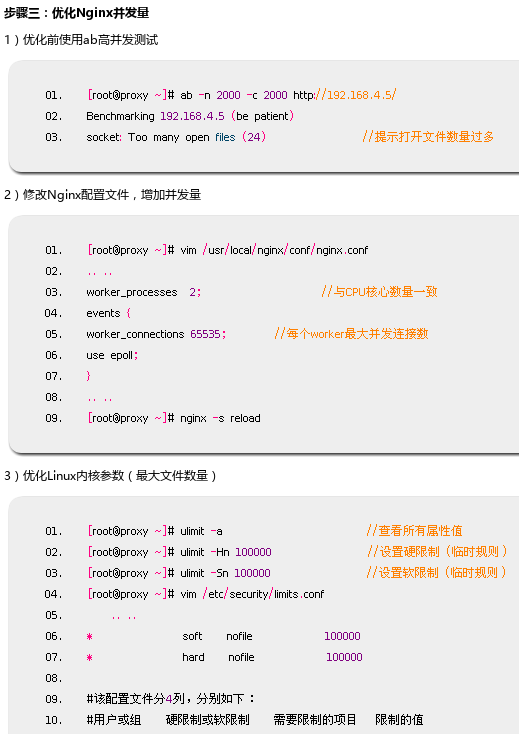 步骤三：优化Nginx并发量
1）优化前使用ab高并发测试
01. [root@proxy ~]# ab -n 2000 -c 2000 http://192.168.4.5/
02. Benchmarking 192.168.4.5 (be patient)
03. socket: Too many open files (24) //提示打开文件数量过多
2）修改Nginx配置文件，增加并发量
01. [root@proxy ~]# vim /usr/local/nginx/conf/nginx.conf
02. .. ..
03. worker_processes 2; //与CPU核心数量一致
04. events {
05. worker_connections 65535; //每个worker最大并发连接数
06. use epoll;
07. }
08. .. ..
09. [root@proxy ~]# nginx -s reload
3）优化Linux内核参数（最大文件数量）
01. [root@proxy ~]# ulimit -a //查看所有属性值
02. [root@proxy ~]# ulimit -Hn 100000 //设置硬限制（临时规则）
03. [root@proxy ~]# ulimit -Sn 100000 //设置软限制（临时规则）
04. [root@proxy ~]# vim /etc/security/limits.conf
05. .. ..
06. * soft nofile 100000
07. * hard nofile 100000
08.
09. #该配置文件分4列，分别如下：
10. #用户或组 硬限制或软限制 需要限制的项目 限制的值